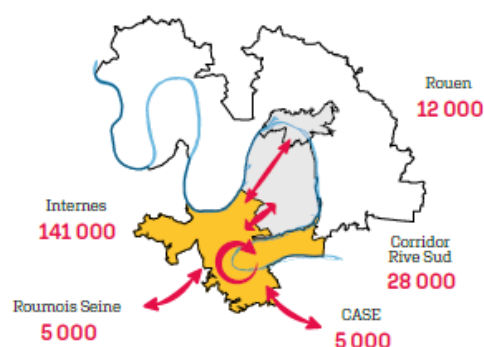 Rouen
12 000
Internes
141 000
Corridor
Rive Sud
28 000
Roumois Seine
5 000
CASE
5 000